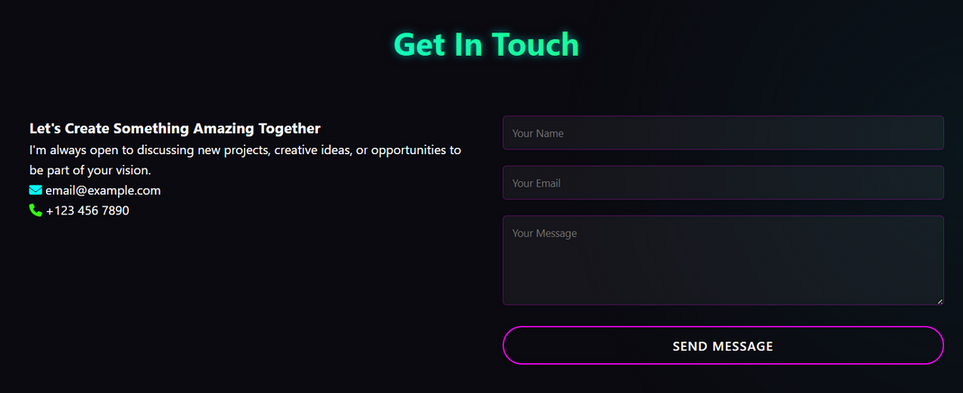 Get In Touch
Let's Create Something Amazing Together
I'm always open to discussing new projects, creative ideas, or opportunities to
be part of your vision.
email@example.com
+123 456 7890
Your Name
Your Email
Your Message
SEND MESSAGE